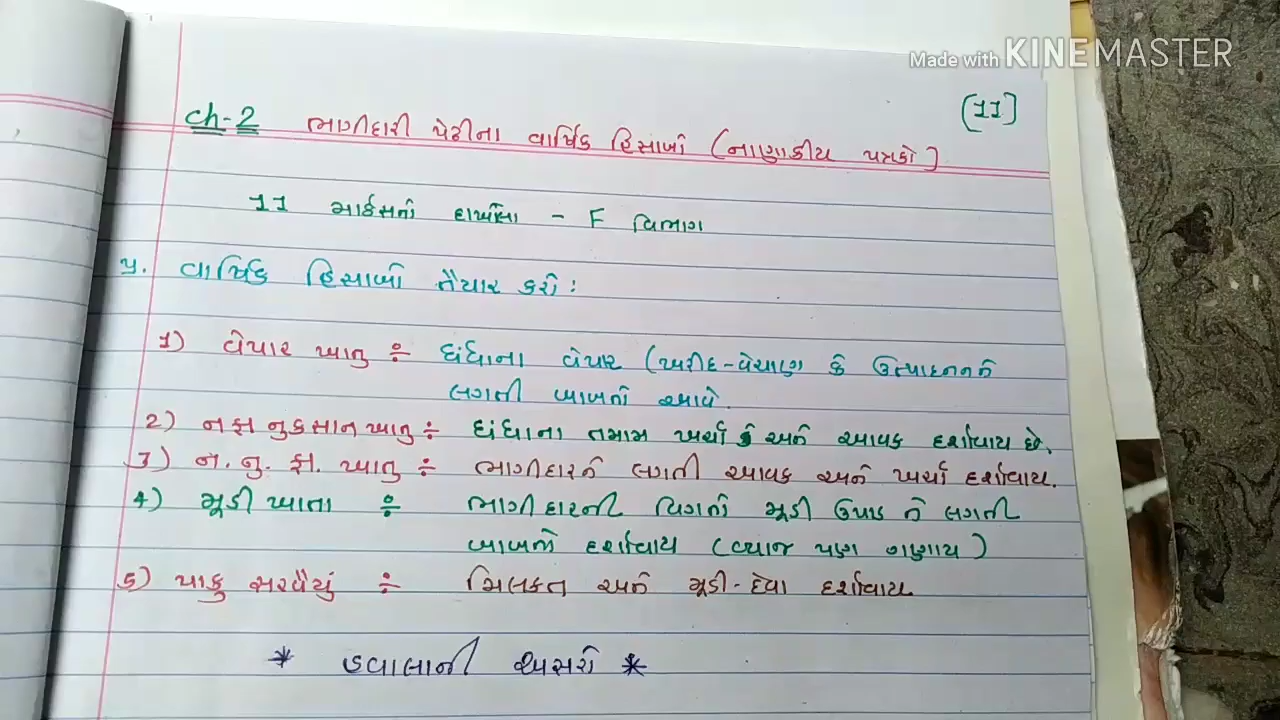 Made with KINEMASTER
[11]
Ch-2 ભાગીદારી પેઢીના વાર્ષિક હિસાબો (નાણાકીય પત્રકો)
11 માર્કસનો દાખલા - F વિભાગ
પ્ર. વાર્ષિક હિસાબો તૈયાર કરો :
1) વેપાર ખાતુ ÷ ધંધાના વેપાર (ખરીદ-વેચાણ કે ઉત્પાદનને
લગતી બાબતો આવે.
2) નફા નુકસાન ખાતુ ÷ ધંધાના તમામ ખર્ચા અને આવક દર્શાવાય છે.
3) ન. નુ. ફા. ખાતુ ÷ ભાગીદારને લગતી આવક અને ખર્ચા દર્શાવાય.
4) મૂડી ખાતા ÷ ભાગીદારની વિગતો મૂડી ઉપાડ ને લગતી
બાબતો દર્શાવાય (વ્યાજ પણ ગણાય)
5) પાકુ સરવૈયું ÷ મિલકત અને મૂડી-દેવા દર્શાવાય
* હવાલાની અસરો *